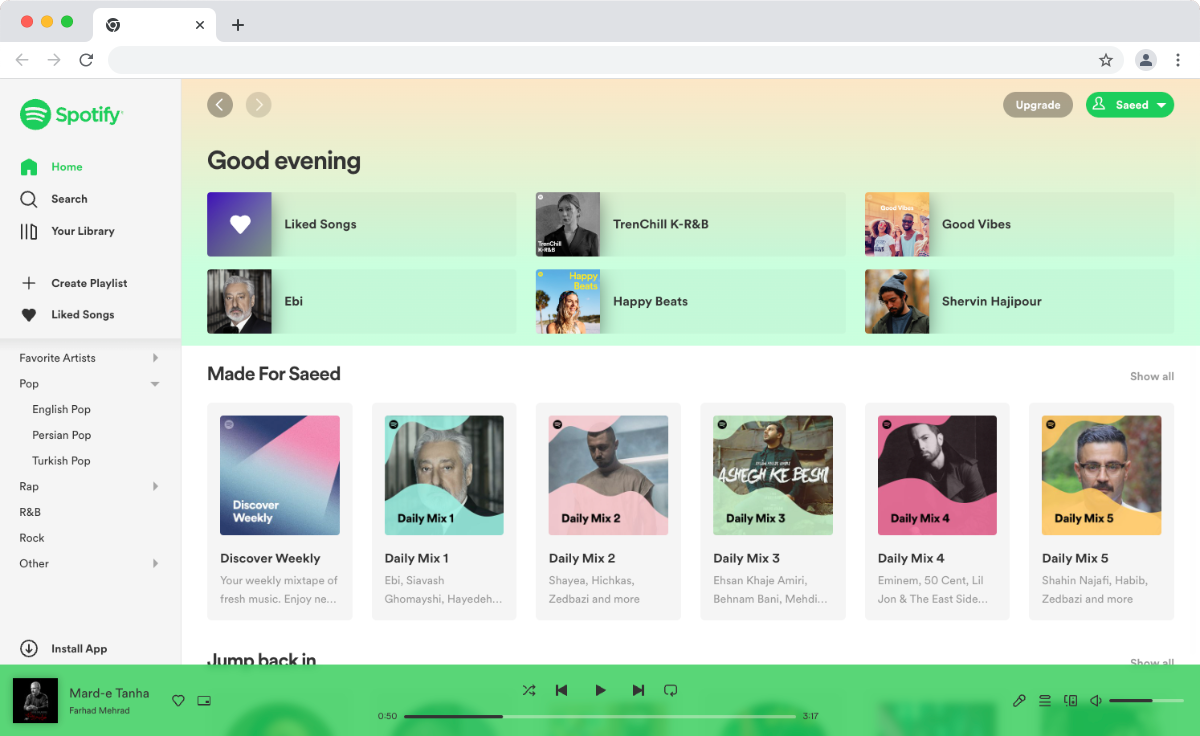 Spotify
Home
Search
Your Library
Create Playlist
Liked Songs
Favorite Artists
Pop
English Pop
Persian Pop
Turkish Pop
Rap
R&B
Rock
Other
Install App
Upgrade
Saeed
Good evening
Liked Songs
TrenChill
K-R&B
TrenChill K-R&B
Good Vibes
Good Vibes
Ebi
Happy
Beats
Happy Beats
Shervin Hajipour
Made For Saeed
Show all
Discover
Weekly
Discover Weekly
Your weekly mixtape of
fresh music. Enjoy ne...
Daily Mix 1
Daily Mix 1
Ebi, Siavash
Ghomayshi, Hayedeh...
Daily Mix 2
Daily Mix 2
Shayea, Hichkas,
Zedbazi and more
ASHEGH KE BESHI
Daily Mix 3
Daily Mix 3
Ehsan Khaje Amiri,
Behnam Bani, Mehdi...
Daily Mix 4
Daily Mix 4
Eminem, 50 Cent, Lil
Jon & The East Side...
Daily Mix 5
Daily Mix 5
Shahin Najafi, Habib,
Zedbazi and more
Jump back in
Show all
Mard-e Tanha
Farhad Mehrad
0:50
3:17